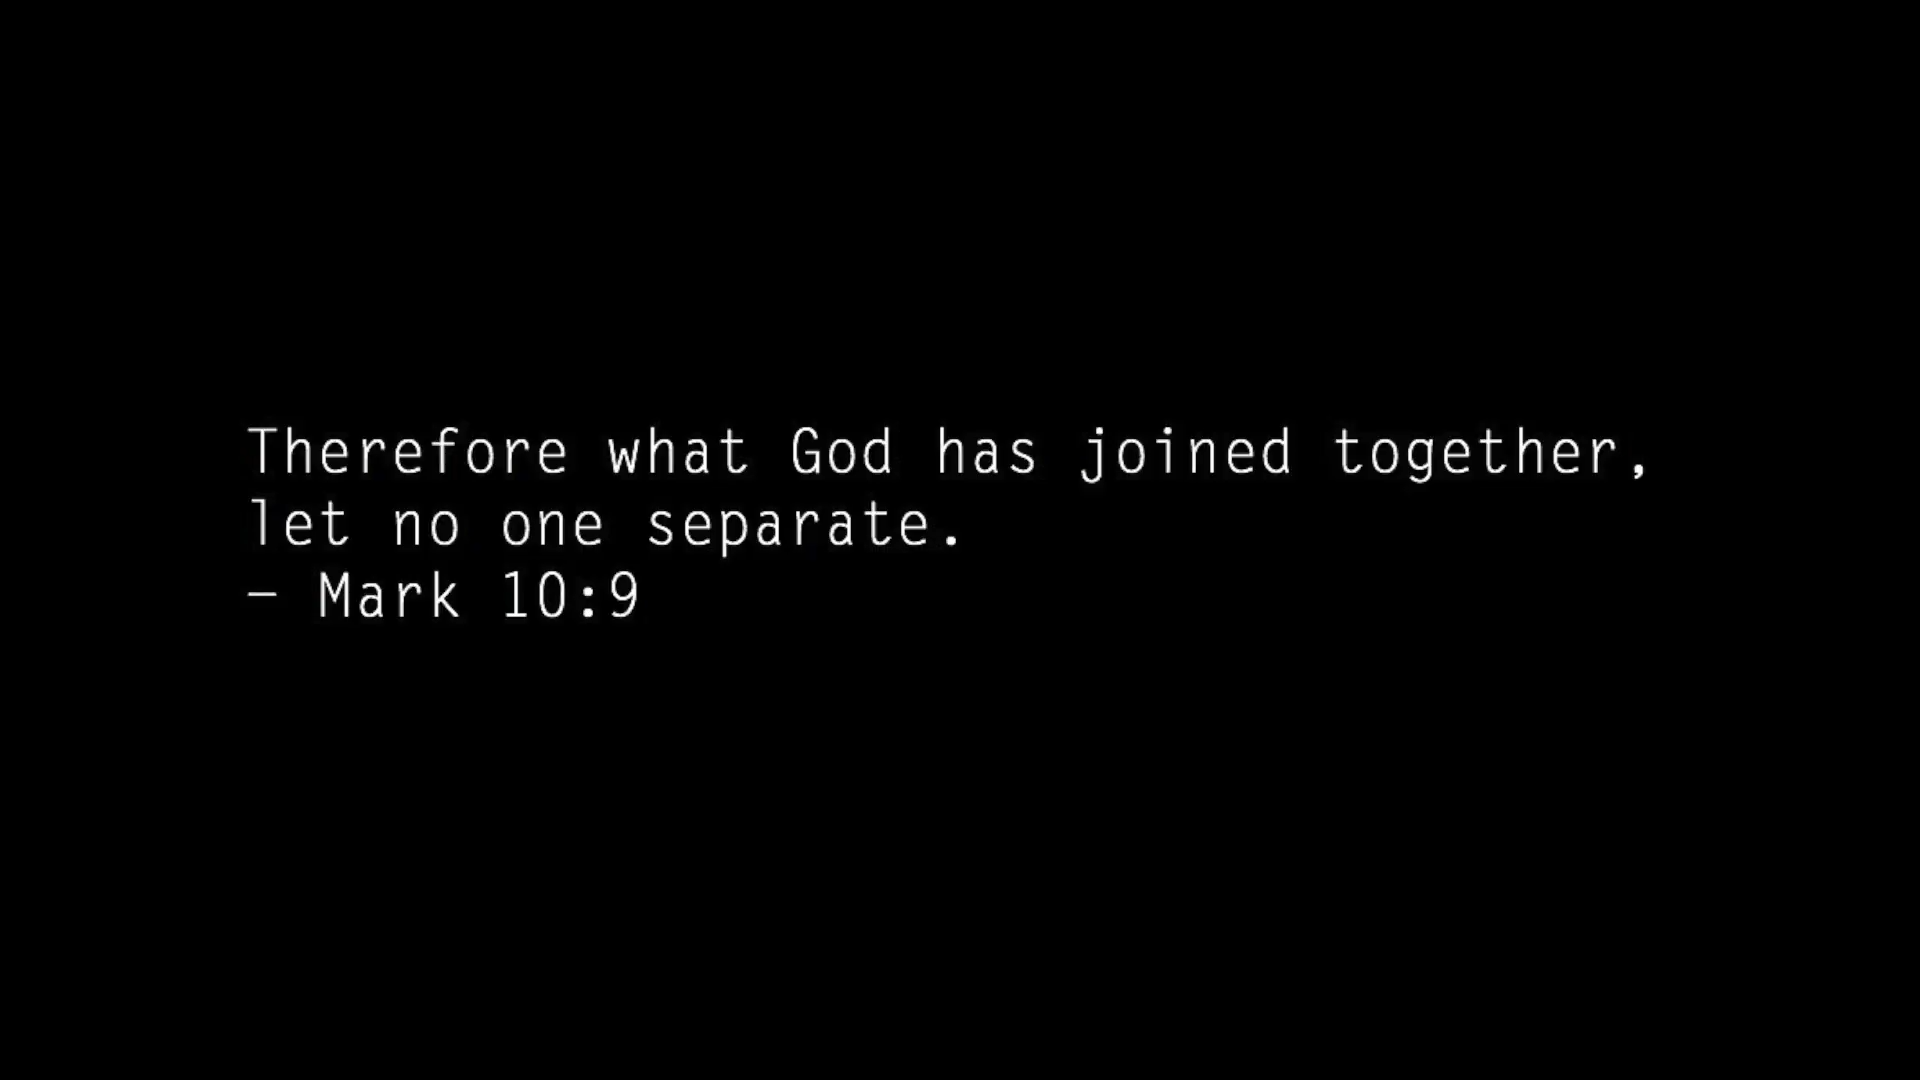 Therefore what God has joined together,
let no one separate.
– Mark 10:9